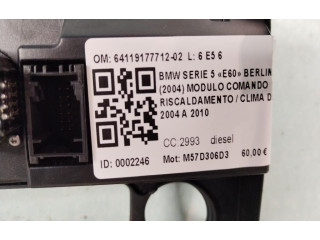 OM: 64119177712-02 L: 6 E5 6
BMW SERIE 5 «E60» BERLIN
(2004) MODULO COMANDO
RISCALDAMENTO / CLIMA D
2004 A 2010
CC.2993 diesel
ID: 0002246 Mot: M57D306D3 60,00 €